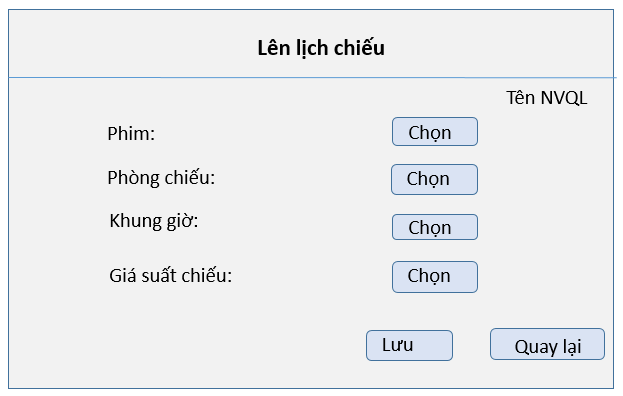 Lên lịch chiếu
Tên NVQL
Phim: Chọn
Phòng chiếu: Chọn
Khung giờ: Chọn
Giá suất chiếu: Chọn
Lưu Quay lại